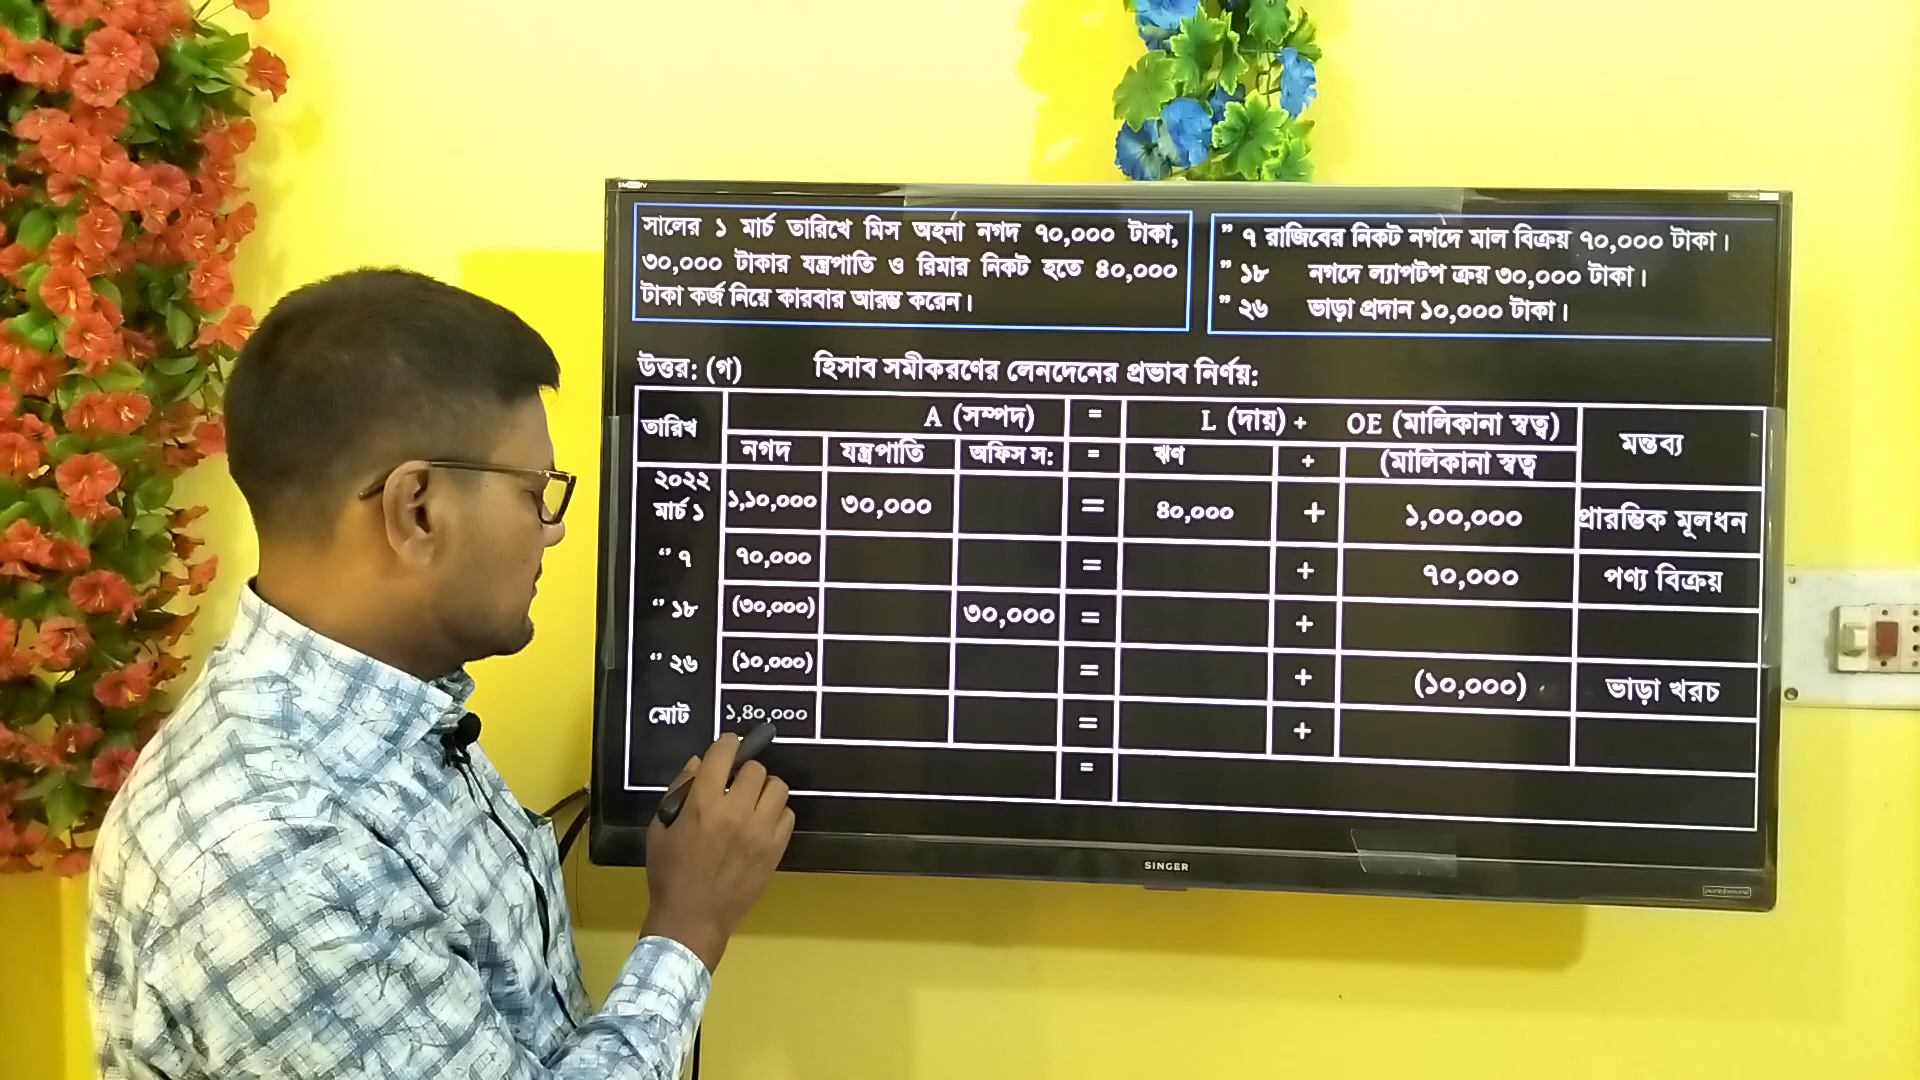 সালের ১ মার্চ তারিখে মিস অহনা নগদ ৭০,০০০ টাকা,
৩০,০০০ টাকার যন্ত্রপাতি ও রিমার নিকট হতে ৪০,০০০
টাকা কর্জ নিয়ে কারবার আরম্ভ করেন।
” ৭ রাজিবের নিকট নগদে মাল বিক্রয় ৭০,০০০ টাকা।
” ১৮ নগদে ল্যাপটপ ক্রয় ৩০,০০০ টাকা।
” ২৬ ভাড়া প্রদান ১০,০০০ টাকা।
উত্তর: (গ) হিসাব সমীকরণের লেনদেনের প্রভাব নির্ণয়:
তারিখ A (সম্পদ) = L (দায়) + OE (মালিকানা স্বত্ব) মন্তব্য
নগদ যন্ত্রপাতি অফিস স: = ঋণ + (মালিকানা স্বত্ব
২০২২
মার্চ ১ ১,১০,০০০ ৩০,০০০ = ৪০,০০০ + ১,০০,০০০ প্রারম্ভিক মূলধন
“ ৭ ৭০,০০০ = + ৭০,০০০ পণ্য বিক্রয়
“ ১৮ (৩০,০০০) ৩০,০০০ = +
“ ২৬ (১০,০০০) = + (১০,০০০) ভাড়া খরচ
মোট ১,৪০,০০০ = +
=
SINGER